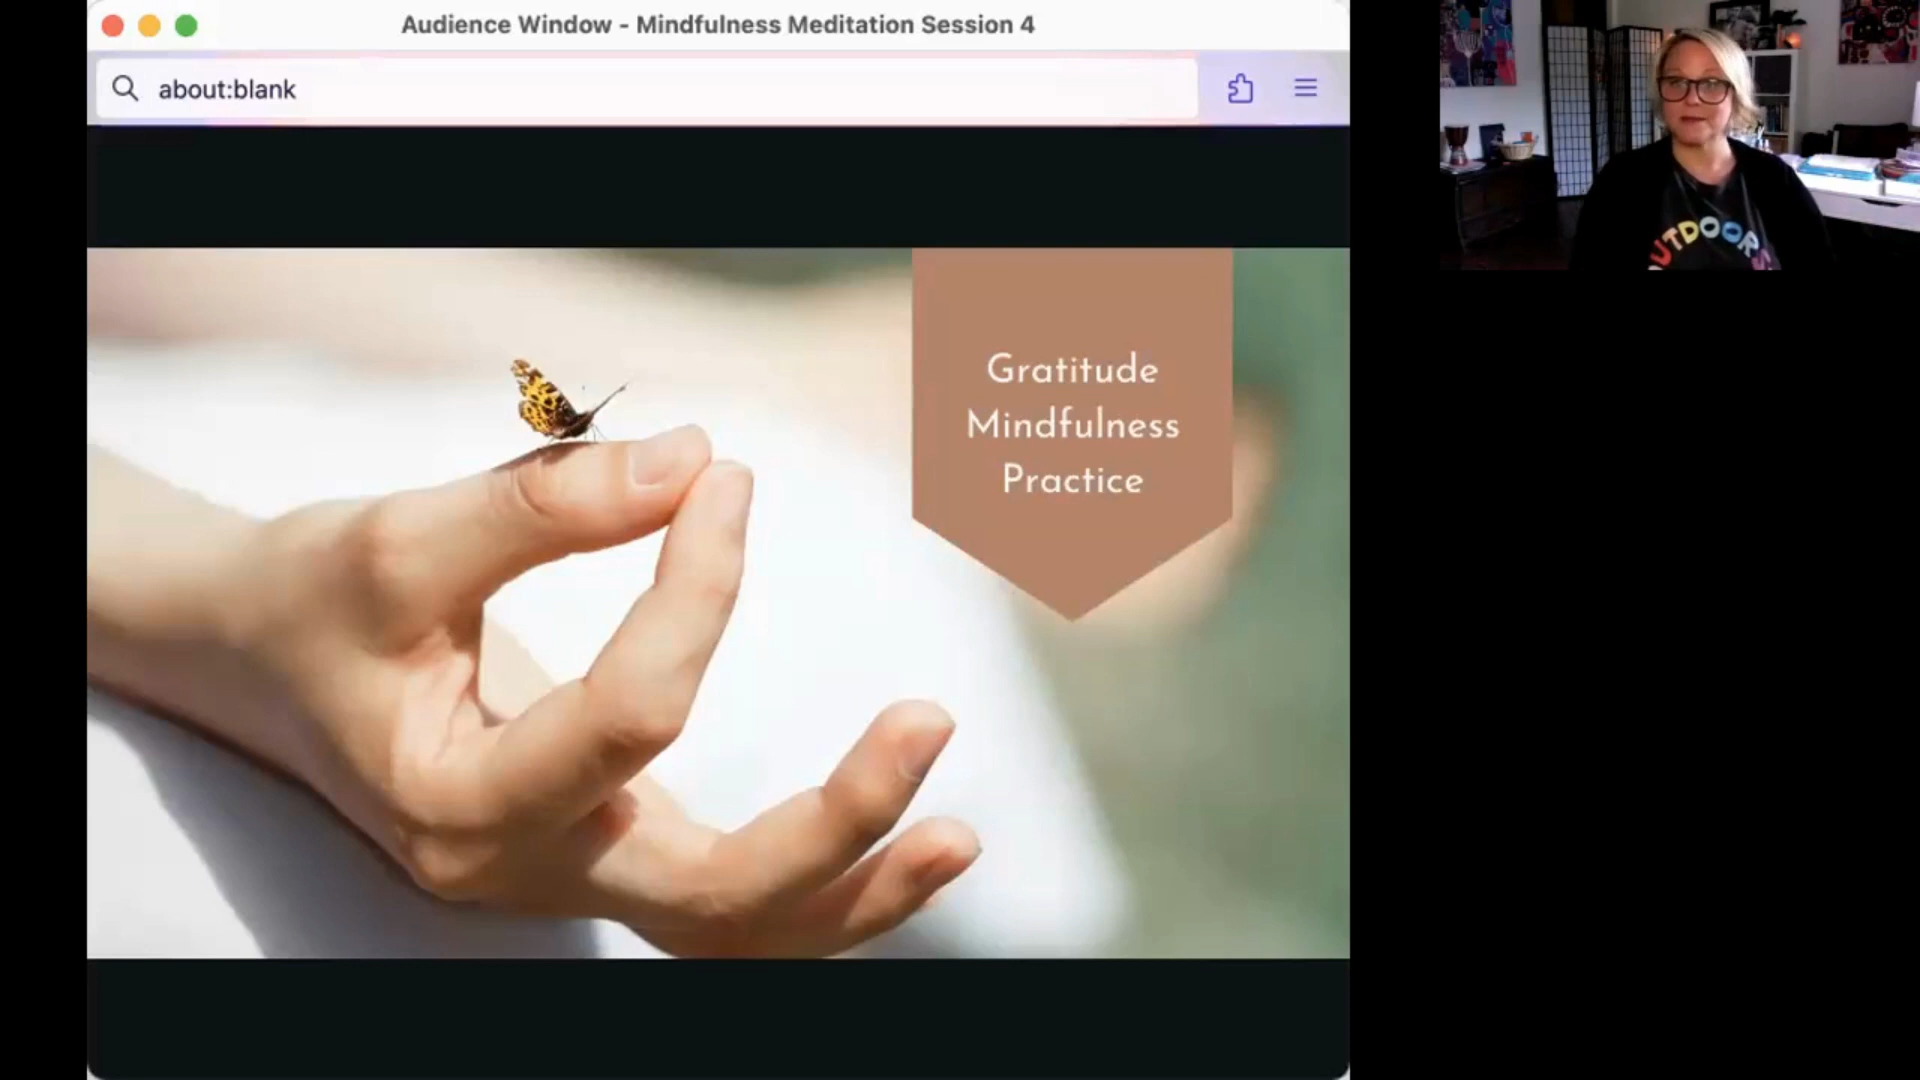 Audience Window - Mindfulness Meditation Session 4
about:blank
Gratitude
Mindfulness
Practice